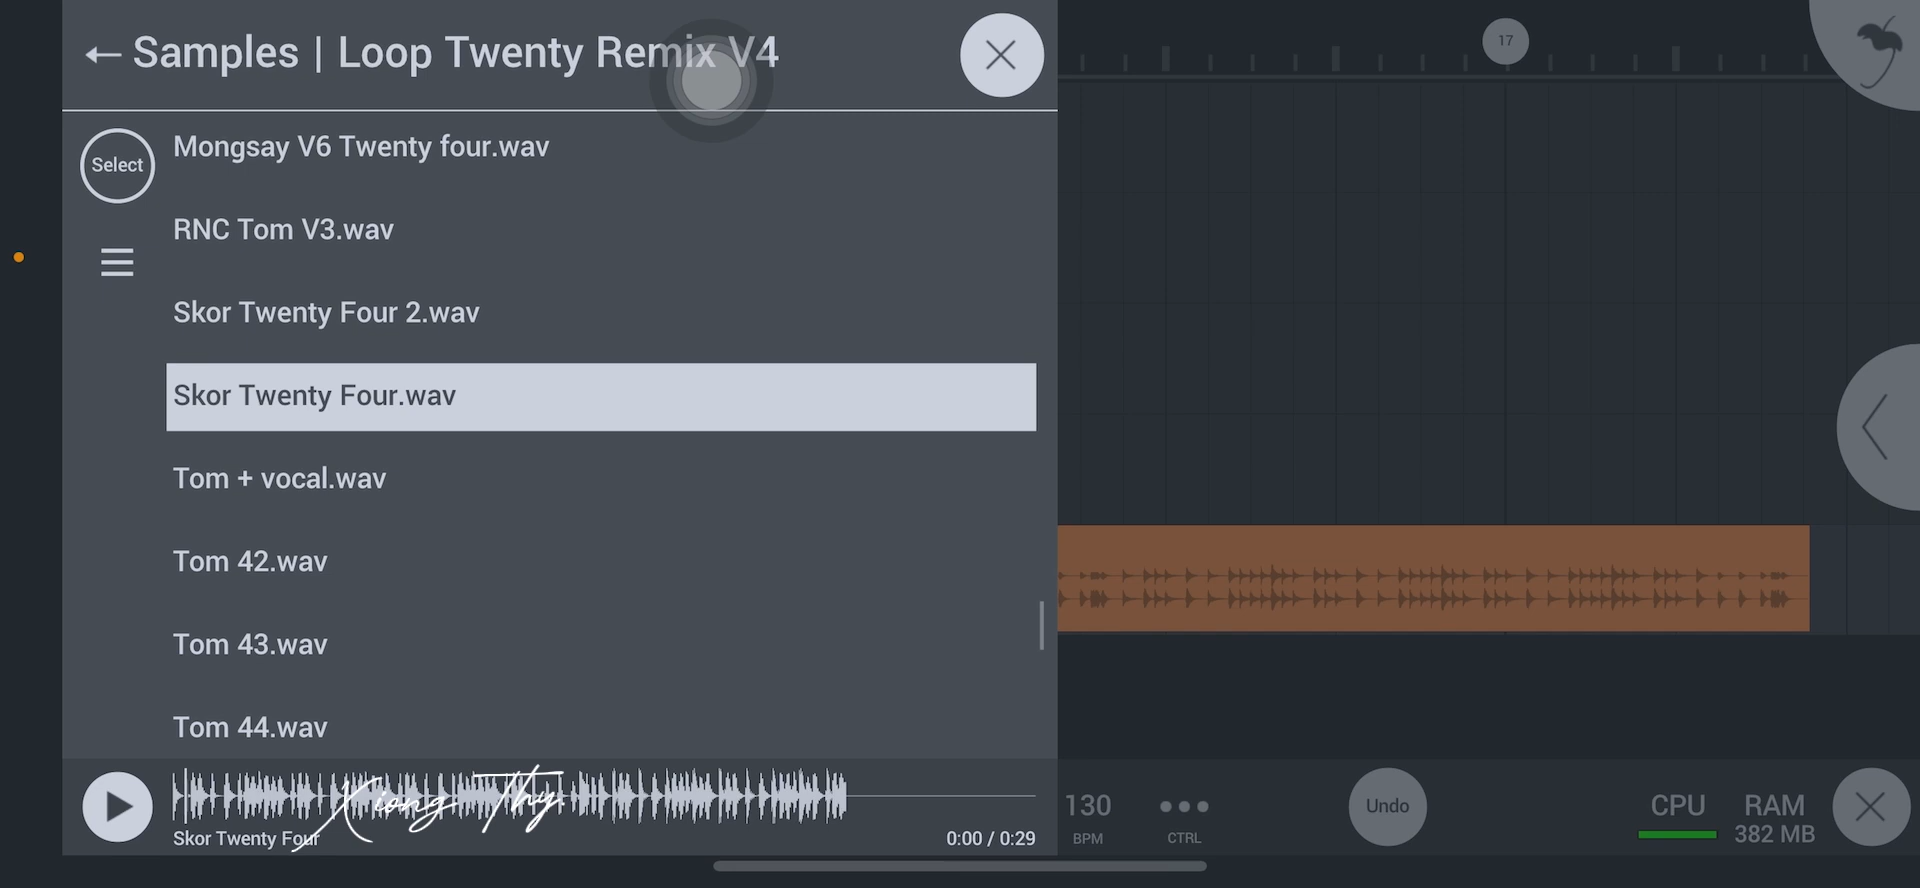 Samples | Loop Twenty Remix V4
17
Select
Mongsay V6 Twenty four.wav
RNC Tom V3.wav
Skor Twenty Four 2.wav
Skor Twenty Four.wav
Tom + vocal.wav
Tom 42.wav
Tom 43.wav
Tom 44.wav
Xiong Thy.
Skor Twenty Four
0:00 / 0:29
130
BPM
CTRL
Undo
CPU
RAM
382 MB